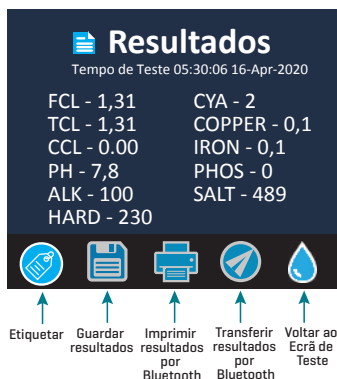 Resultados
Tempo de Teste 05:30:06 16-Apr-2020
FCL - 1,31
TCL - 1,31
CCL - 0.00
PH - 7,8
ALK - 100
HARD - 230
CYA - 2
COPPER - 0,1
IRON - 0,1
PHOS - 0
SALT - 489
Etiquetar
Guardar
resultados
Imprimir
resultados
por
Bluetooth
Transferir
resultados
por
Bluetooth
Voltar ao
Ecrã de
Teste